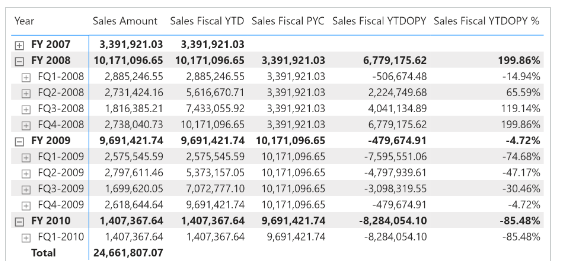 Year Sales Amount Sales Fiscal YTD Sales Fiscal PYC Sales Fiscal YTDOPY Sales Fiscal YTDOPY %
FY 2007 3,391,921.03 3,391,921.03
FY 2008 10,171,096.65 10,171,096.65 3,391,921.03 6,779,175.62 199.86%
FQ1-2008 2,885,246.55 2,885,246.55 3,391,921.03 -506,674.48 -14.94%
FQ2-2008 2,731,424.16 5,616,670.71 3,391,921.03 2,224,749.68 65.59%
FQ3-2008 1,816,385.21 7,433,055.92 3,391,921.03 4,041,134.89 119.14%
FQ4-2008 2,738,040.73 10,171,096.65 3,391,921.03 6,779,175.62 199.86%
FY 2009 9,691,421.74 9,691,421.74 10,171,096.65 -479,674.91 -4.72%
FQ1-2009 2,575,545.59 2,575,545.59 10,171,096.65 -7,595,551.06 -74.68%
FQ2-2009 2,797,611.46 5,373,157.05 10,171,096.65 -4,797,939.61 -47.17%
FQ3-2009 1,699,620.05 7,072,777.10 10,171,096.65 -3,098,319.55 -30.46%
FQ4-2009 2,618,644.64 9,691,421.74 10,171,096.65 -479,674.91 -4.72%
FY 2010 1,407,367.64 1,407,367.64 9,691,421.74 -8,284,054.10 -85.48%
FQ1-2010 1,407,367.64 1,407,367.64 9,691,421.74 -8,284,054.10 -85.48%
Total 24,661,807.07